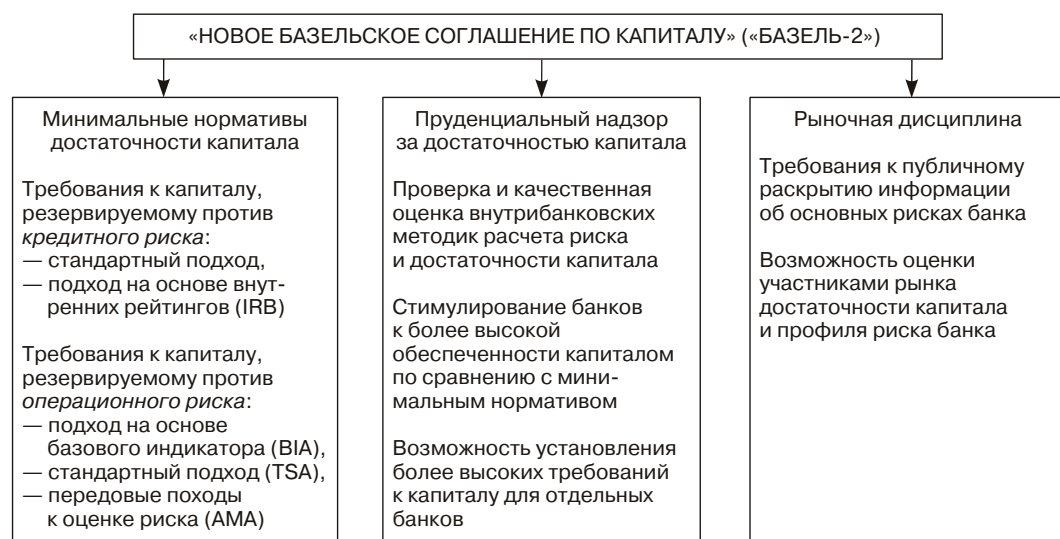 «НОВОЕ БАЗЕЛЬСКОЕ СОГЛАШЕНИЕ ПО КАПИТАЛУ» («БАЗЕЛЬ-2»)
Минимальные нормативы
достаточности капитала
Требования к капиталу,
резервируемому против
кредитного риска:
— стандартный подход,
— подход на основе внут-
ренних рейтингов (IRB)
Требования к капиталу,
резервируемому против
операционного риска:
— подход на основе
базового индикатора (BIA),
— стандартный подход (TSA),
— передовые походы
к оценке риска (AMA)
Пруденциальный надзор
за достаточностью капитала
Проверка и качественная
оценка внутрибанковских
методик расчета риска
и достаточности капитала
Стимулирование банков
к более высокой
обеспеченности капиталом
по сравнению с мини-
мальным нормативом
Возможность установления
более высоких требований
к капиталу для отдельных
банков
Рыночная дисциплина
Требования к публичному
раскрытию информации
об основных рисках банка
Возможность оценки
участниками рынка
достаточности капитала
и профиля риска банка